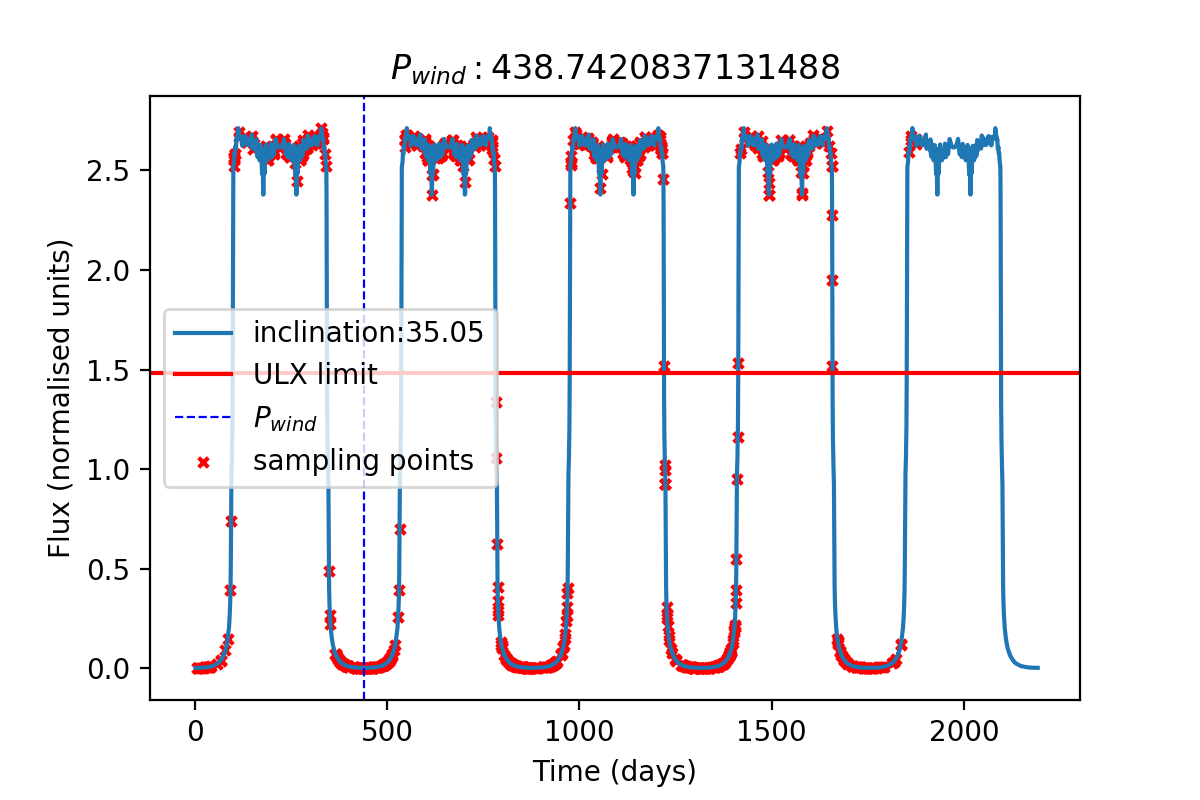 P_wind : 438.7420837131488
Flux (normalised units)
2.5
2.0
1.5
1.0
0.5
0.0
inclination:35.05
ULX limit
P_wind
sampling points
0 500 1000 1500 2000
Time (days)